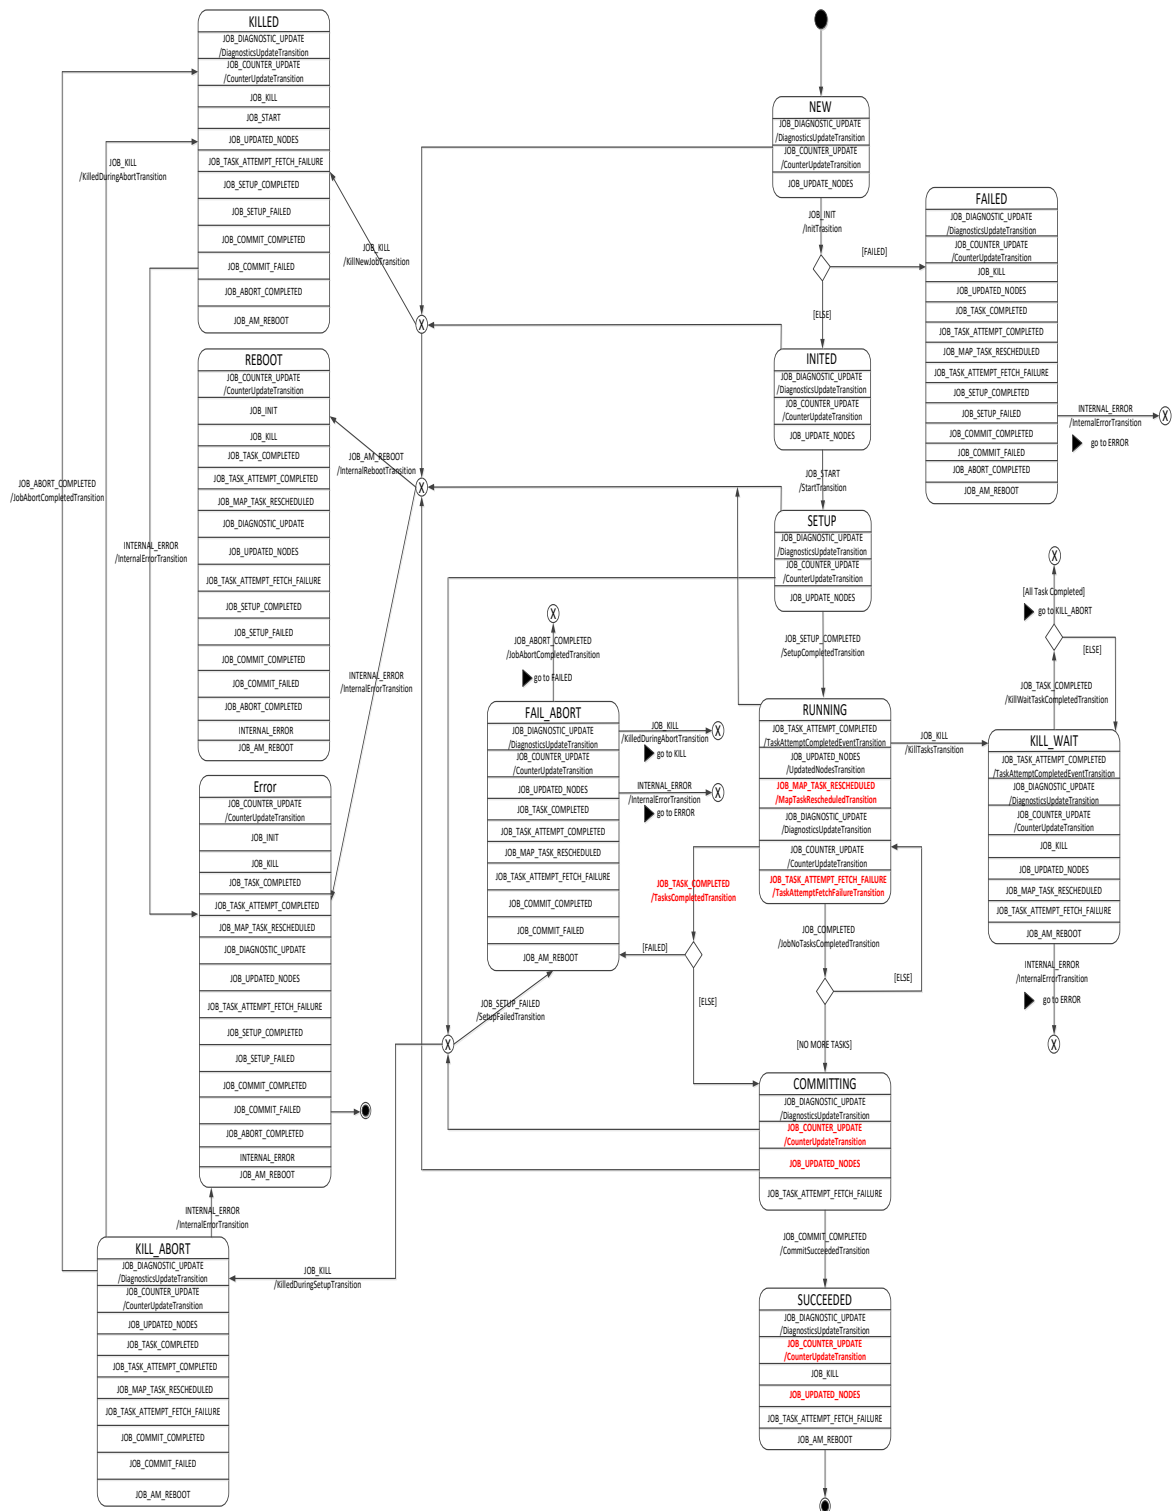 KILLED
JOB_DIAGNOSTIC_UPDATE
/DiagnosticsUpdateTransition
JOB_COUNTER_UPDATE
/CounterUpdateTransition
JOB_KILL
JOB_START
JOB_UPDATED_NODES
JOB_TASK_ATTEMPT_FETCH_FAILURE
JOB_SETUP_COMPLETED
JOB_SETUP_FAILED
JOB_COMMIT_COMPLETED
JOB_COMMIT_FAILED
JOB_ABORT_COMPLETED
JOB_AM_REBOOT
JOB_KILL
/KilledDuringAbortTransition
JOB_KILL
/KillNewJobTransition
NEW
JOB_DIAGNOSTIC_UPDATE
/DiagnosticsUpdateTransition
JOB_COUNTER_UPDATE
/CounterUpdateTransition
JOB_UPDATE_NODES
JOB_INIT
/InitTrasition
[FAILED]
[ELSE]
FAILED
JOB_DIAGNOSTIC_UPDATE
/DiagnosticsUpdateTransition
JOB_COUNTER_UPDATE
/CounterUpdateTransition
JOB_KILL
JOB_UPDATED_NODES
JOB_TASK_COMPLETED
JOB_TASK_ATTEMPT_COMPLETED
JOB_MAP_TASK_RESCHEDULED
JOB_TASK_ATTEMPT_FETCH_FAILURE
JOB_SETUP_COMPLETED
JOB_SETUP_FAILED
JOB_COMMIT_COMPLETED
JOB_COMMIT_FAILED
JOB_ABORT_COMPLETED
JOB_AM_REBOOT
INTERNAL_ERROR
/InternalErrorTransition
X
go to ERROR
X
INITED
JOB_DIAGNOSTIC_UPDATE
/DiagnosticsUpdateTransition
JOB_COUNTER_UPDATE
/CounterUpdateTransition
JOB_UPDATE_NODES
JOB_START
/StartTransition
REBOOT
JOB_COUNTER_UPDATE
/CounterUpdateTransition
JOB_INIT
JOB_KILL
JOB_TASK_COMPLETED
JOB_TASK_ATTEMPT_COMPLETED
JOB_MAP_TASK_RESCHEDULED
JOB_DIAGNOSTIC_UPDATE
JOB_UPDATED_NODES
JOB_TASK_ATTEMPT_FETCH_FAILURE
JOB_SETUP_COMPLETED
JOB_SETUP_FAILED
JOB_COMMIT_COMPLETED
JOB_COMMIT_FAILED
JOB_ABORT_COMPLETED
INTERNAL_ERROR
JOB_AM_REBOOT
JOB_AM_REBOOT
/InternalRebootTransition
X
JOB_ABORT_COMPLETED
/JobAbortCompletedTransition
INTERNAL_ERROR
/InternalErrorTransition
INTERNAL_ERROR
/InternalErrorTransition
SETUP
JOB_DIAGNOSTIC_UPDATE
/DiagnosticsUpdateTransition
JOB_COUNTER_UPDATE
/CounterUpdateTransition
JOB_UPDATE_NODES
JOB_SETUP_COMPLETED
/SetupCompletedTransition
X
[All Task Completed]
go to KILL_ABORT
[ELSE]
JOB_TASK_COMPLETED
/KillWaitTaskCompletedTransition
X
JOB_ABORT_COMPLETED
/JobAbortCompletedTransition
go to FAILED
FAIL_ABORT
JOB_DIAGNOSTIC_UPDATE
/DiagnosticsUpdateTransition
JOB_COUNTER_UPDATE
/CounterUpdateTransition
JOB_UPDATED_NODES
JOB_TASK_COMPLETED
JOB_TASK_ATTEMPT_COMPLETED
JOB_MAP_TASK_RESCHEDULED
JOB_TASK_ATTEMPT_FETCH_FAILURE
JOB_COMMIT_COMPLETED
JOB_COMMIT_FAILED
JOB_AM_REBOOT
JOB_KILL
/KilledDuringAbortTransition
X
go to KILL
INTERNAL_ERROR
/InternalErrorTransition
X
go to ERROR
RUNNING
JOB_TASK_ATTEMPT_COMPLETED
/TaskAttemptCompletedEventTransition
JOB_UPDATED_NODES
/UpdatedNodesTransition
JOB_MAP_TASK_RESCHEDULED
/MapTaskRescheduledTransition
JOB_DIAGNOSTIC_UPDATE
/DiagnosticsUpdateTransition
JOB_COUNTER_UPDATE
/CounterUpdateTransition
JOB_TASK_ATTEMPT_FETCH_FAILURE
/TaskAttemptFetchFailureTransition
JOB_KILL
/KillTasksTransition
KILL_WAIT
JOB_TASK_ATTEMPT_COMPLETED
/TaskAttemptCompletedEventTransition
JOB_DIAGNOSTIC_UPDATE
/DiagnosticsUpdateTransition
JOB_COUNTER_UPDATE
/CounterUpdateTransition
JOB_KILL
JOB_UPDATED_NODES
JOB_MAP_TASK_RESCHEDULED
JOB_TASK_ATTEMPT_FETCH_FAILURE
JOB_AM_REBOOT
INTERNAL_ERROR
/InternalErrorTransition
go to ERROR
X
JOB_TASK_COMPLETED
/TasksCompletedTransition
[FAILED]
[ELSE]
JOB_COMPLETED
/JobNoTasksCompletedTransition
[ELSE]
[NO MORE TASKS]
JOB_SETUP_FAILED
/SetupFailedTransition
X
Error
JOB_COUNTER_UPDATE
/CounterUpdateTransition
JOB_INIT
JOB_KILL
JOB_TASK_COMPLETED
JOB_TASK_ATTEMPT_COMPLETED
JOB_MAP_TASK_RESCHEDULED
JOB_DIAGNOSTIC_UPDATE
JOB_UPDATED_NODES
JOB_TASK_ATTEMPT_FETCH_FAILURE
JOB_SETUP_COMPLETED
JOB_SETUP_FAILED
JOB_COMMIT_COMPLETED
JOB_COMMIT_FAILED
JOB_ABORT_COMPLETED
INTERNAL_ERROR
JOB_AM_REBOOT
COMMITTING
JOB_DIAGNOSTIC_UPDATE
/DiagnosticsUpdateTransition
JOB_COUNTER_UPDATE
/CounterUpdateTransition
JOB_UPDATED_NODES
JOB_TASK_ATTEMPT_FETCH_FAILURE
JOB_COMMIT_COMPLETED
/CommitSucceededTransition
INTERNAL_ERROR
/InternalErrorTransition
JOB_KILL
/KilledDuringSetupTransition
KILL_ABORT
JOB_DIAGNOSTIC_UPDATE
/DiagnosticsUpdateTransition
JOB_COUNTER_UPDATE
/CounterUpdateTransition
JOB_UPDATED_NODES
JOB_TASK_COMPLETED
JOB_TASK_ATTEMPT_COMPLETED
JOB_MAP_TASK_RESCHEDULED
JOB_TASK_ATTEMPT_FETCH_FAILURE
JOB_COMMIT_COMPLETED
JOB_COMMIT_FAILED
JOB_AM_REBOOT
SUCCEEDED
JOB_DIAGNOSTIC_UPDATE
/DiagnosticsUpdateTransition
JOB_COUNTER_UPDATE
/CounterUpdateTransition
JOB_KILL
JOB_UPDATED_NODES
JOB_TASK_ATTEMPT_FETCH_FAILURE
JOB_AM_REBOOT